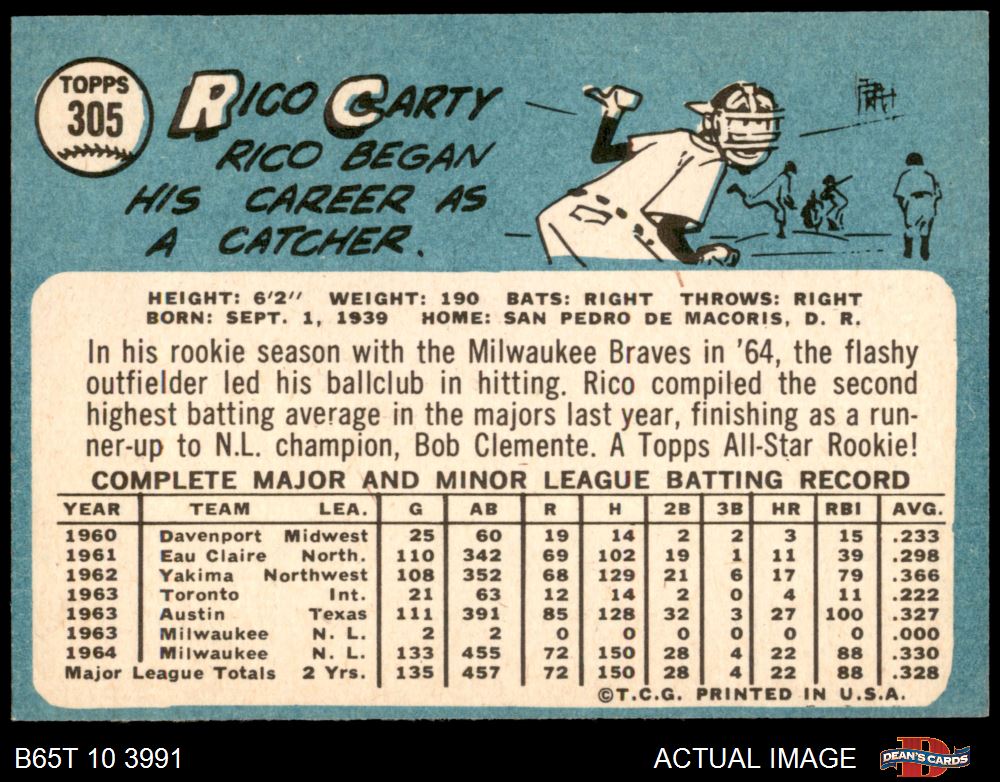 TOPPS
305
RICO CARTY
RICO BEGAN
HIS CAREER AS
A CATCHER.
HEIGHT: 6'2" WEIGHT: 190 BATS: RIGHT THROWS: RIGHT
BORN: SEPT. 1, 1939 HOME: SAN PEDRO DE MACORIS, D. R.
In his rookie season with the Milwaukee Braves in '64, the flashy
outfielder led his ballclub in hitting. Rico compiled the second
highest batting average in the majors last year, finishing as a run-
ner-up to N.L. champion, Bob Clemente. A Topps All-Star Rookie!
COMPLETE MAJOR AND MINOR LEAGUE BATTING RECORD
YEAR TEAM LEA. G AB R H 2B 3B HR RBI AVG.
1960 Davenport Midwest 25 60 19 14 2 2 3 15 .233
1961 Eau Claire North. 110 342 69 102 19 1 11 39 .298
1962 Yakima Northwest 108 352 68 129 21 6 17 79 .366
1963 Toronto Int. 21 63 12 14 2 0 4 11 .222
1963 Austin Texas 111 391 85 128 32 3 27 100 .327
1963 Milwaukee N. L. 2 2 0 0 0 0 0 0 .000
1964 Milwaukee N. L. 133 455 72 150 28 4 22 88 .330
Major League Totals 2 Yrs. 135 457 72 150 28 4 22 88 .328
©T.C.G. PRINTED IN U.S.A.
B65T 10 3991 ACTUAL IMAGE DEAN'S CARDS